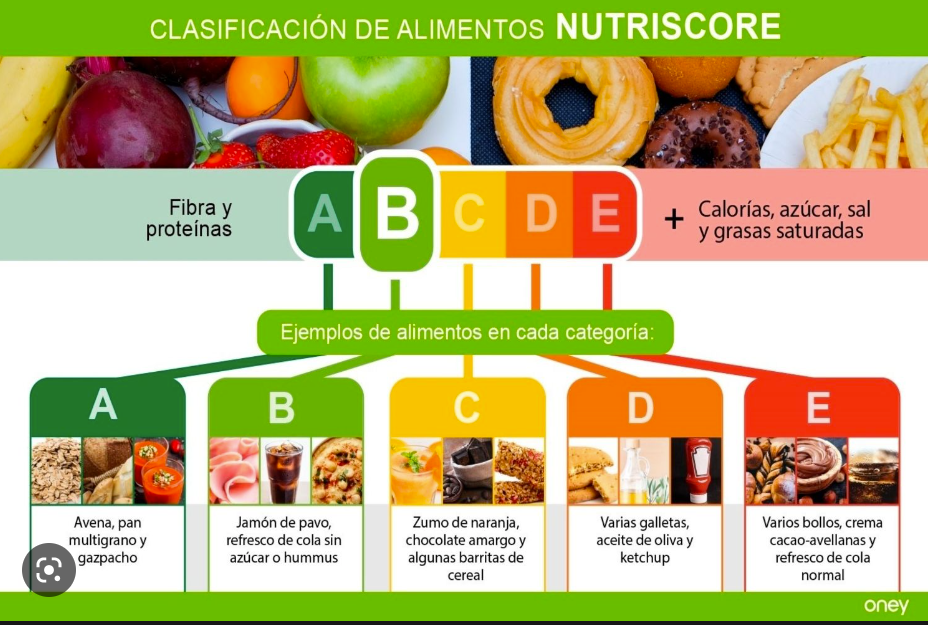 CLASIFICACIÓN DE ALIMENTOS NUTRISCORE
Fibra y
proteínas
A B C D E
+ Calorías, azúcar, sal
y grasas saturadas
Ejemplos de alimentos en cada categoría:
A
Avena, pan
multigrano y
gazpacho
B
Jamón de pavo,
refresco de cola sin
azúcar o hummus
C
Zumo de naranja,
chocolate amargo y
algunas barritas de
cereal
D
Varias galletas,
aceite de oliva y
ketchup
E
Varios bollos, crema
cacao-avellanas y
refresco de cola
normal
oney